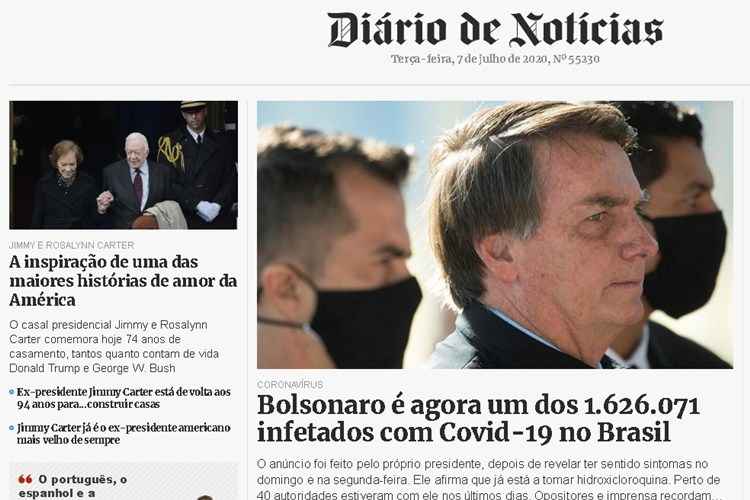 Diário de Notícias
Terça-feira, 7 de julho de 2020, Nº 55230
JIMMY E ROSALYNN CARTER
A inspiração de uma das
maiores histórias de amor da
América
O casal presidencial Jimmy e Rosalynn
Carter comemora hoje 74 anos de
casamento, tantos quanto contam de vida
Donald Trump e George W. Bush
Ex-presidente Jimmy Carter está de volta aos
94 anos para...construir casas
Jimmy Carter já é o ex-presidente americano
mais velho de sempre
O português, o
espanhol e a
CORONAVÍRUS
Bolsonaro é agora um dos 1.626.071
infetados com Covid-19 no Brasil
O anúncio foi feito pelo próprio presidente, depois de revelar ter sentido sintomas no
domingo e na segunda-feira. Ele afirma que já está a tomar hidroxicloroquina. Perto de
40 autoridades estiveram com ele nos últimos dias. Opositores e imprensa recordam...